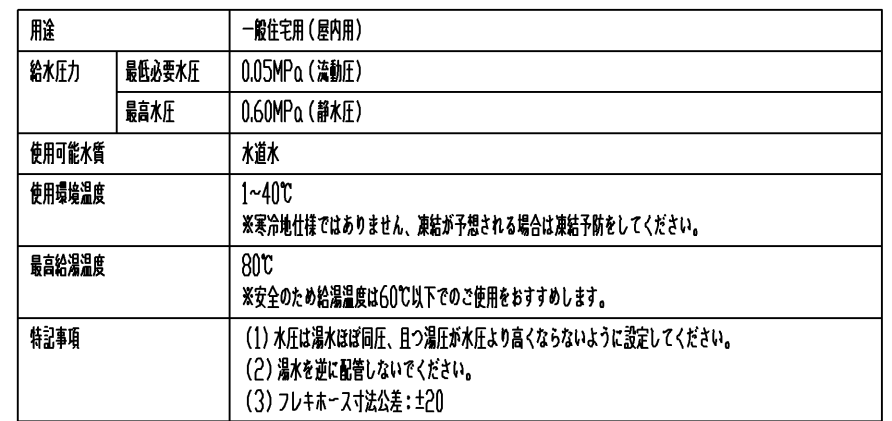 用途 一般住宅用(屋内用)
給水圧力 最低必要水圧 0.05MPa(流動圧)
最高水圧 0.60MPa(静水圧)
使用可能水質 水道水
使用環境温度 1~40℃
※寒冷地仕様ではありません、凍結が予想される場合は凍結予防をしてください。
最高給湯温度 80℃
※安全のため給湯温度は60℃以下でのご使用をおすすめします。
特記事項 (1)水圧は湯水ほぼ同圧、且つ湯圧が水圧より高くならないように設定してください。
(2)湯水を逆に配管しないでください。
(3)フレキホース寸法公差:±20